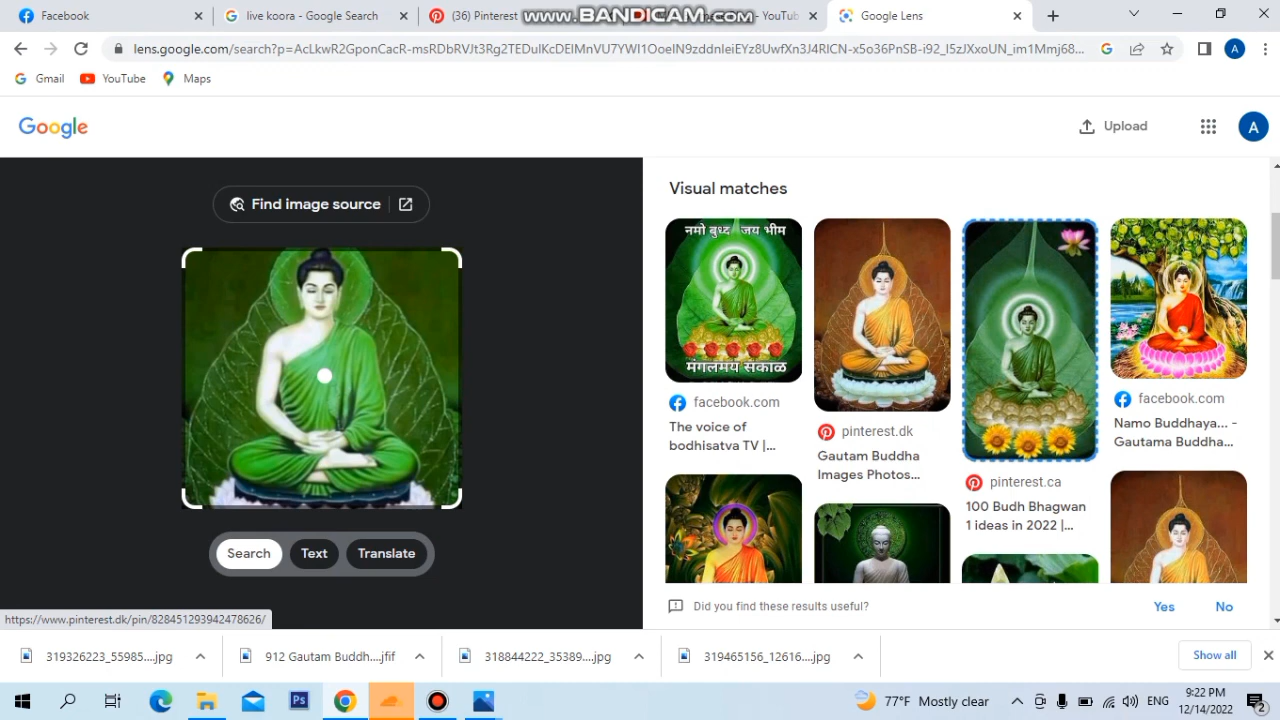 Facebook
live koora - Google Search
(36) Pinterest
www.BANDICAM.com
YouTu
Google Lens
lens.google.com/search?p=AcLkwR2GponCacR-msRDbRVJt3Rg2TEDulKcDEIMnVU7YWI1OoeIN9zddnleiEYz8UwfXn3J4RlCN-x5o36PnSB-i92_I5zJXxoUN_im1Mmj68...
A
Gmail
YouTube
Maps
Google
Upload
A
Find image source
Visual matches
नमो बुध्द जय भीम
मंगलमय सकाळ
facebook.com
The voice of
bodhisatva TV |...
pinterest.dk
Gautam Buddha
Images Photos...
pinterest.ca
100 Budh Bhagwan
1 ideas in 2022 |...
facebook.com
Namo Buddhaya... -
Gautama Buddha...
Search
Text
Translate
Did you find these results useful?
Yes
No
https://www.pinterest.dk/pin/828451293942478626/
319326223_55985....jpg
912 Gautam Buddh....jfif
318844222_35389....jpg
319465156_12616....jpg
Show all
Ps
77°F Mostly clear
ENG
9:22 PM
12/14/2022
2